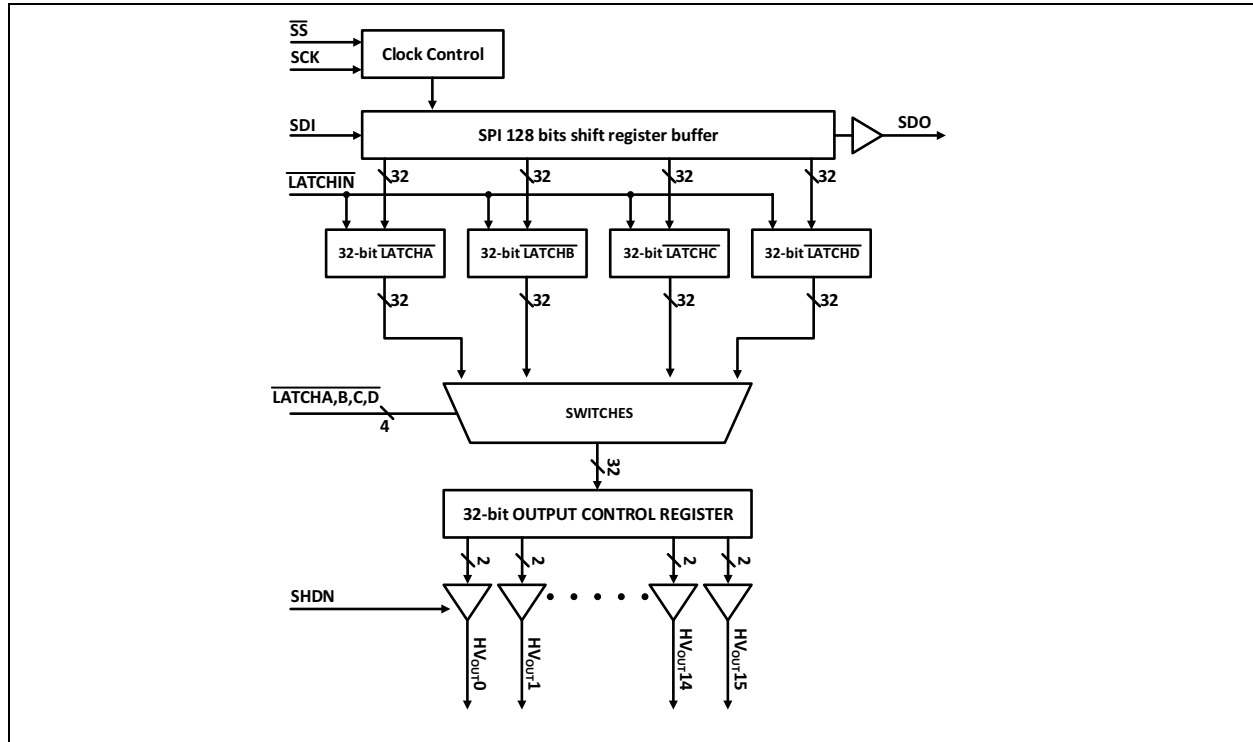 SS
SCK
Clock Control
SDI
SPI 128 bits shift register buffer
SDO
32
32
32
32
LATCHIN
32-bit LATCHA
32-bit LATCHB
32-bit LATCHC
32-bit LATCHD
32
32
32
32
LATCHA,B,C,D
4
SWITCHES
32
32-bit OUTPUT CONTROL REGISTER
2
2
2
2
SHDN
HVOUT0
HVOUT1
HVOUT14
HVOUT15